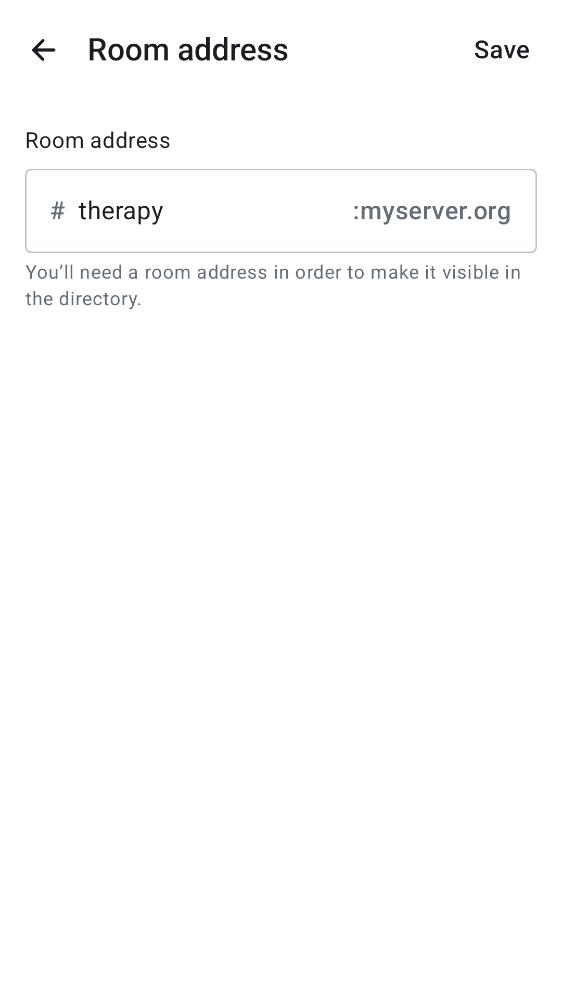 Room address
Save
Room address
# therapy :myserver.org
You’ll need a room address in order to make it visible in
the directory.